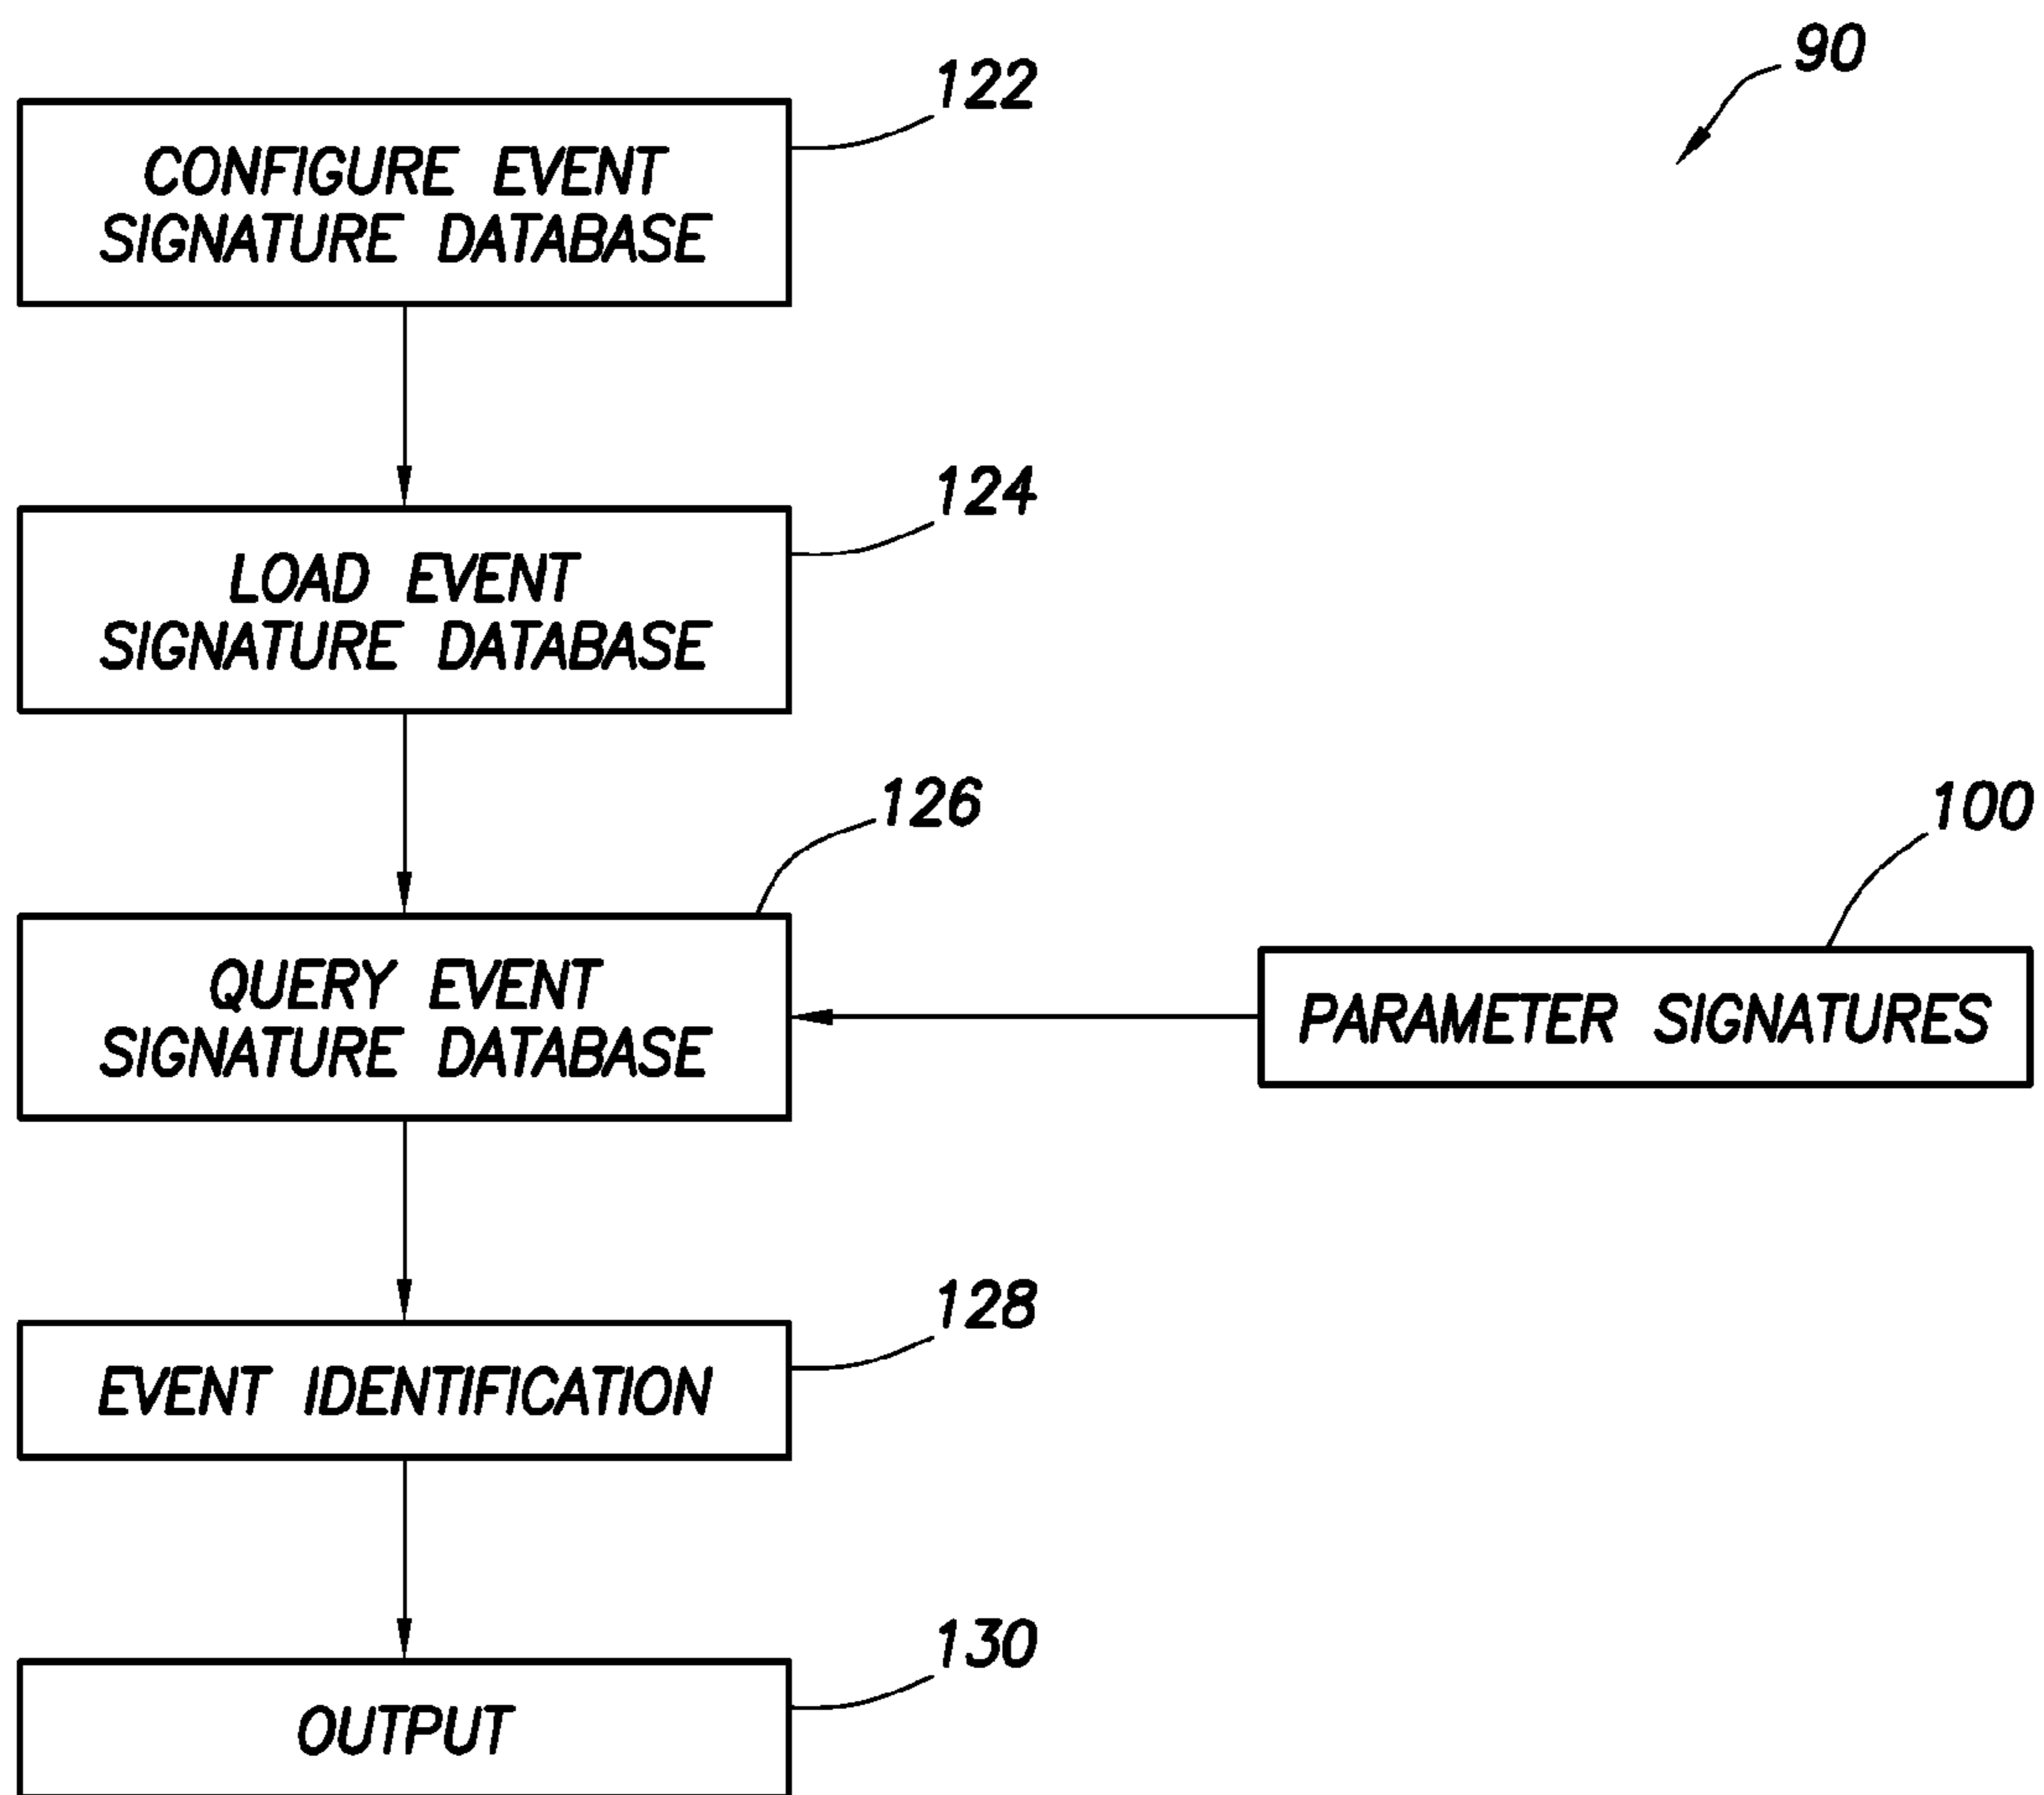 90
122
CONFIGURE EVENT
SIGNATURE DATABASE
124
LOAD EVENT
SIGNATURE DATABASE
126
QUERY EVENT
SIGNATURE DATABASE
100
PARAMETER SIGNATURES
128
EVENT IDENTIFICATION
130
OUTPUT